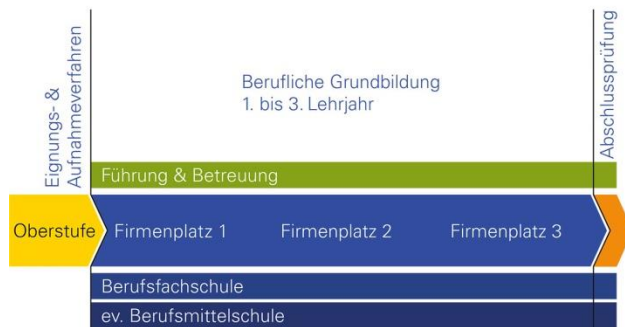 Eignungs- &
Aufnahmeverfahren
Berufliche Grundbildung
1. bis 3. Lehrjahr
Abschlussprüfung
Führung & Betreuung
Oberstufe
Firmenplatz 1
Firmenplatz 2
Firmenplatz 3
Berufsfachschule
ev. Berufsmittelschule